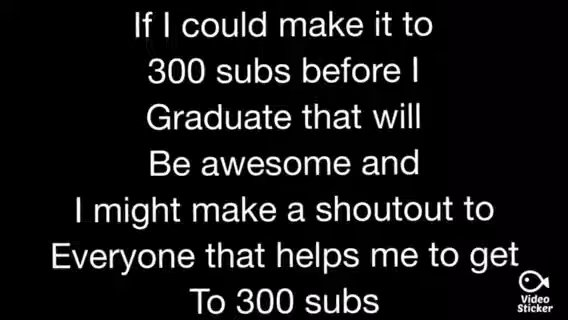 If I could make it to
300 subs before I
Graduate that will
Be awesome and
I might make a shoutout to
Everyone that helps me to get
To 300 subs
Video
Sticker